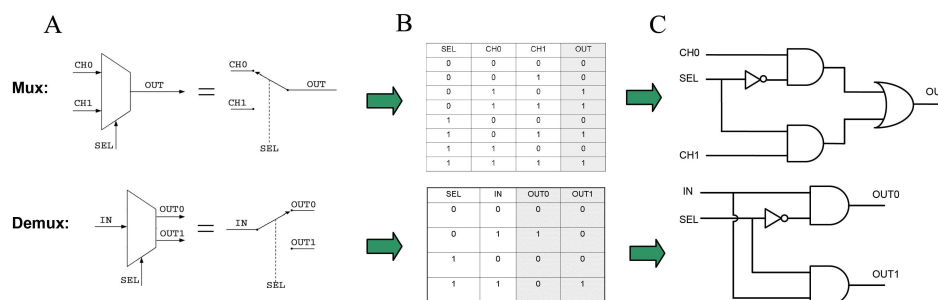 A
B
C
Mux:
CH0
CH1
SEL
OUT
=
CH0
CH1
SEL
OUT
SEL CH0 CH1 OUT
0 0 0 0
0 0 1 0
0 1 0 1
0 1 1 1
1 0 0 0
1 0 1 1
1 1 0 0
1 1 1 1
CH0
SEL
CH1
Demux:
IN
OUT0
OUT1
SEL
=
IN
OUT0
OUT1
SEL
SEL IN OUT0 OUT1
0 0 0 0
0 1 1 0
1 0 0 0
1 1 0 1
IN
SEL
OUT0
OUT1